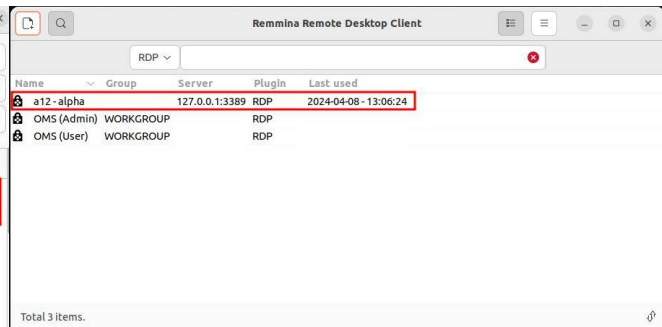 Remmina Remote Desktop Client
RDP
Name Group Server Plugin Last used
a12 - alpha 127.0.0.1:3389 RDP 2024-04-08 - 13:06:24
OMS (Admin) WORKGROUP RDP
OMS (User) WORKGROUP RDP
Total 3 items.